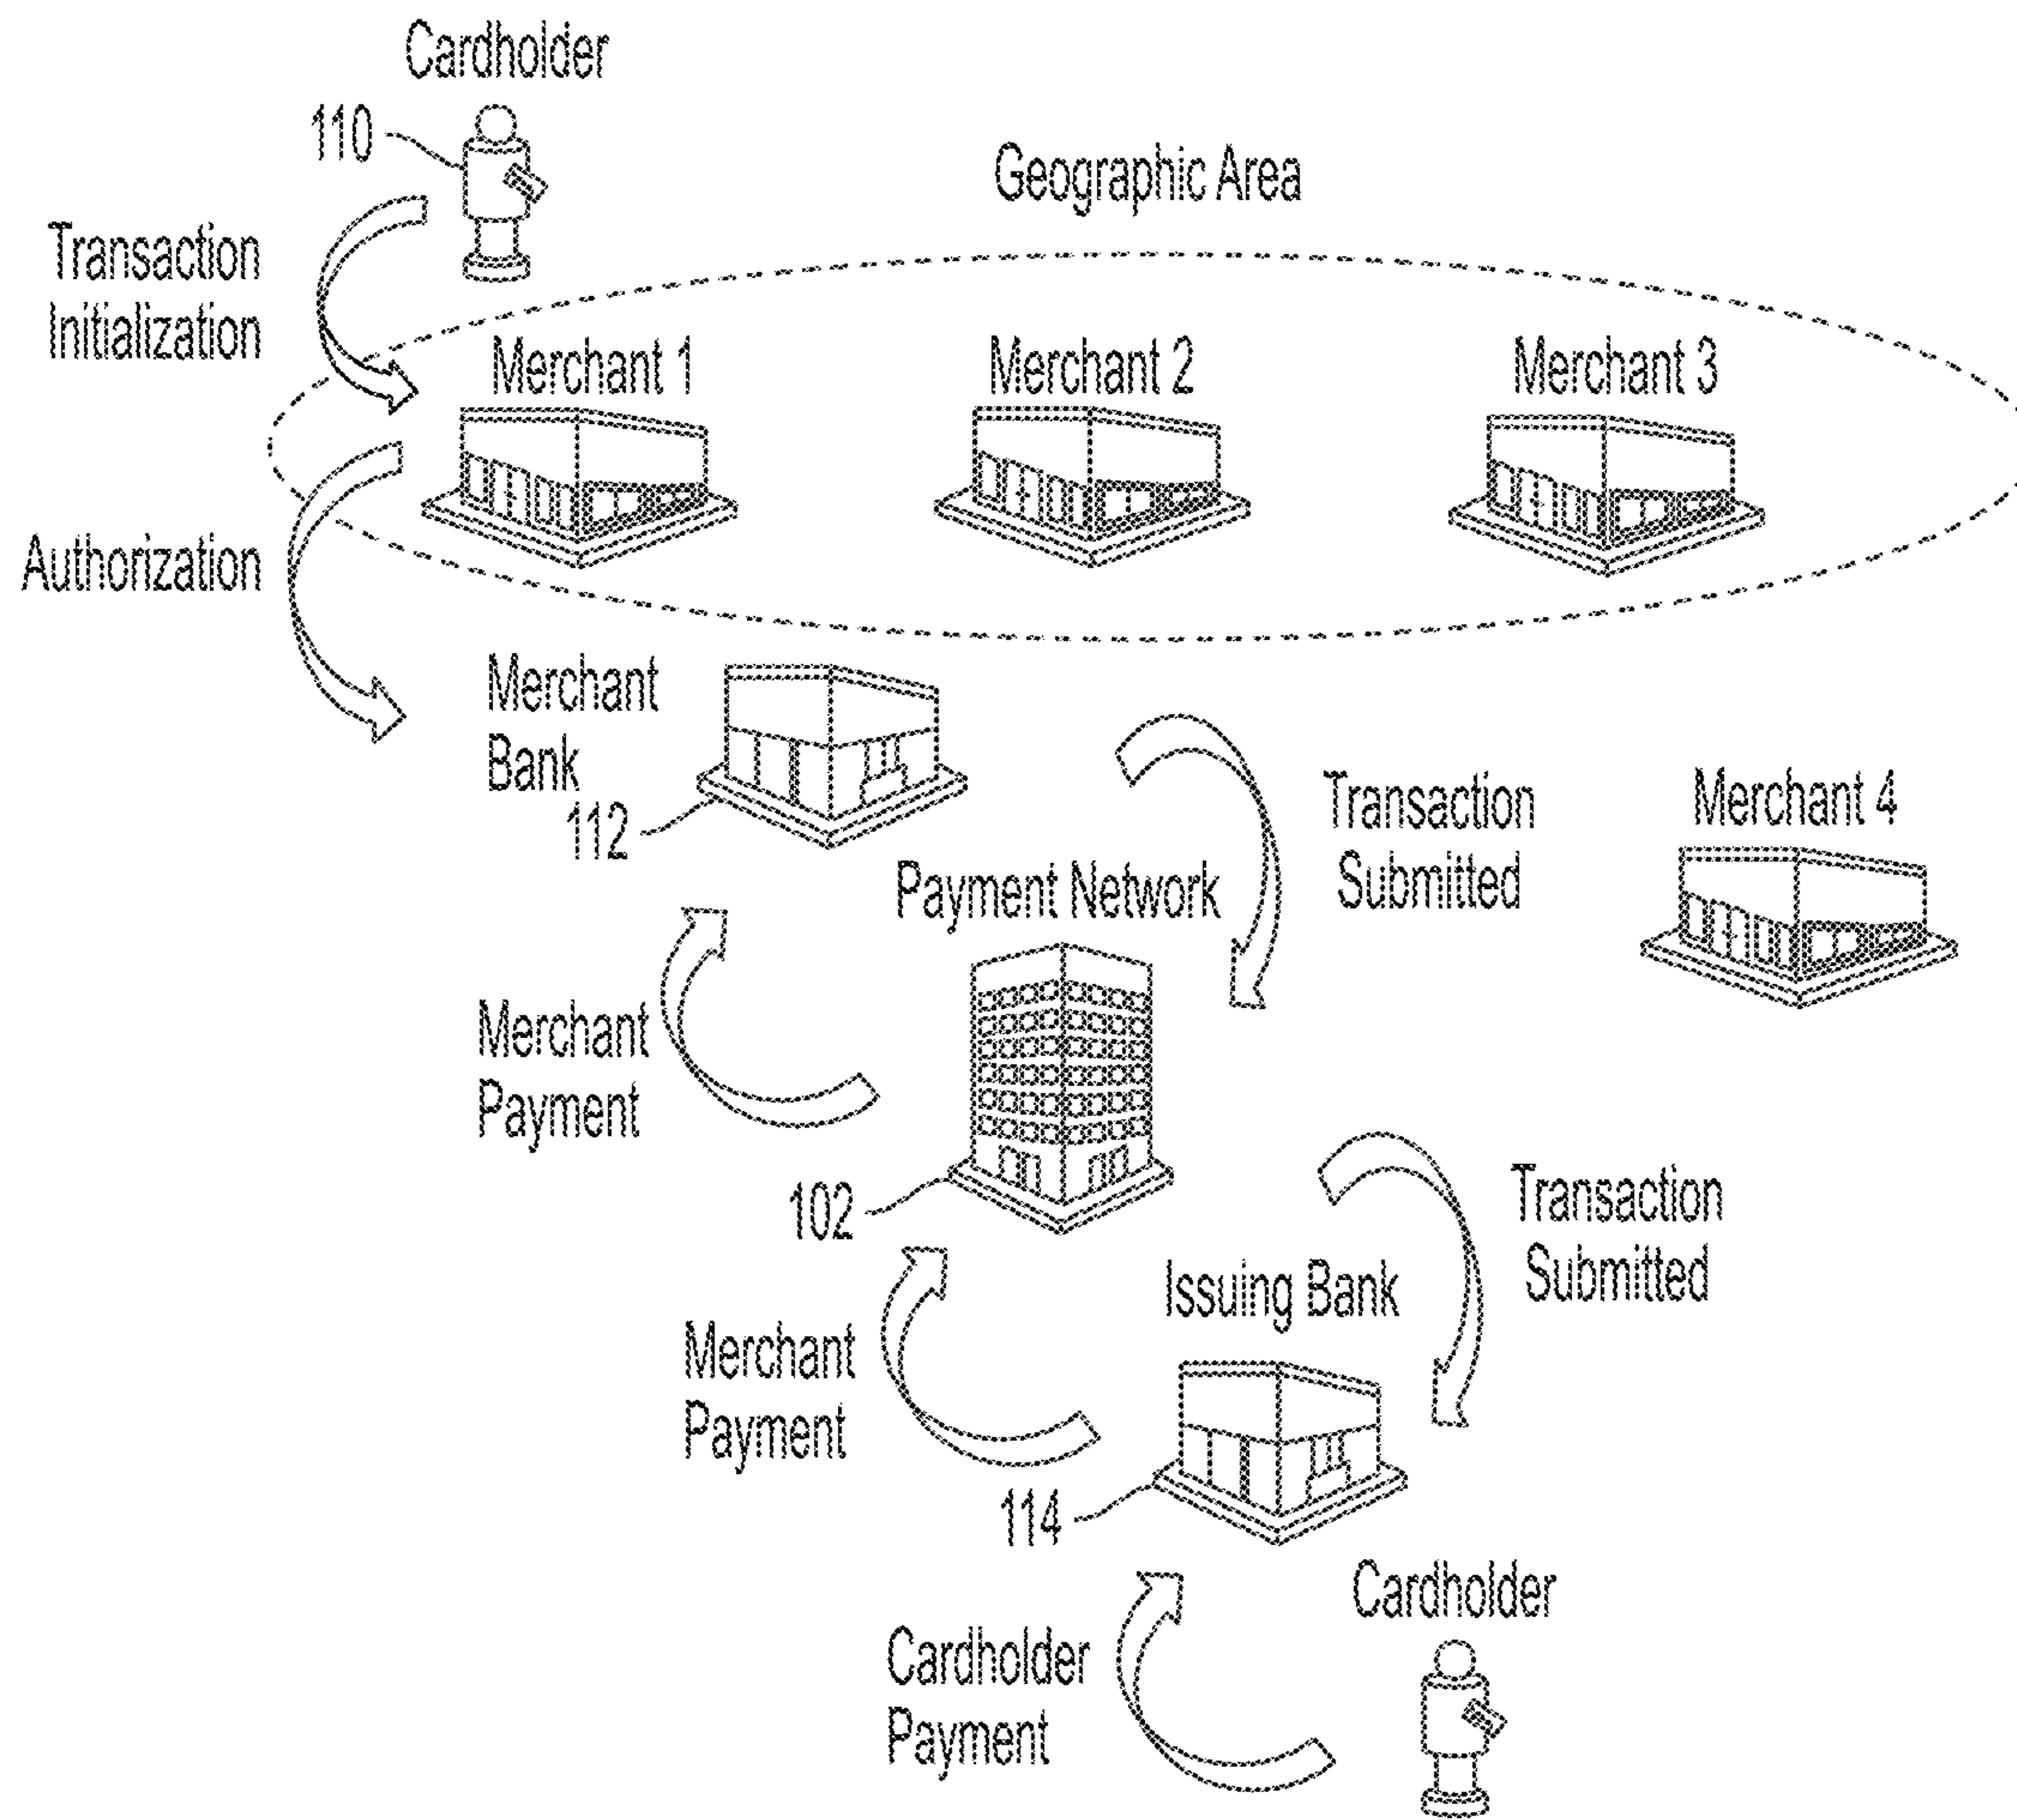 Cardholder
110
Geographic Area
Transaction
Initialization
Merchant 1
Merchant 2
Merchant 3
Authorization
Merchant
Bank
112
Transaction
Submitted
Merchant 4
Payment Network
Merchant
Payment
102
Transaction
Submitted
Issuing Bank
Merchant
Payment
114
Cardholder
Cardholder
Payment